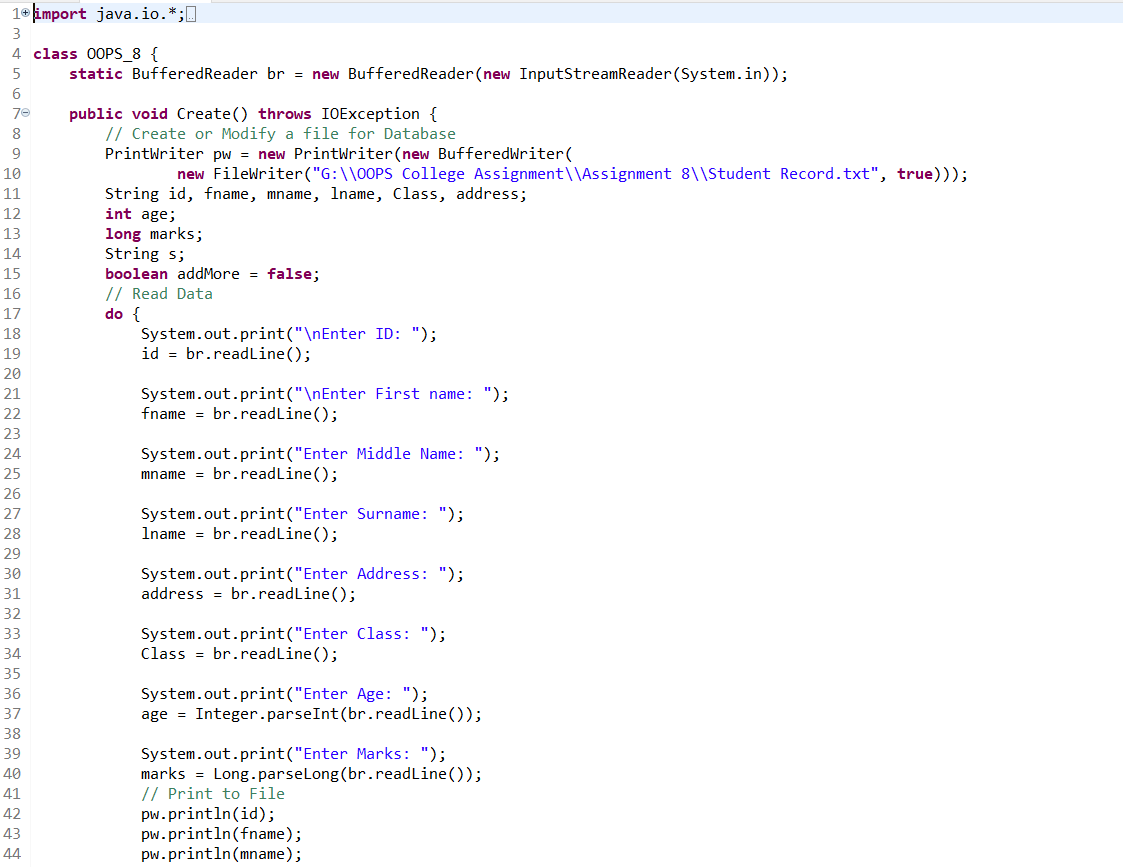 1 import java.io.*;
3
4 class OOPS_8 {
5     static BufferedReader br = new BufferedReader(new InputStreamReader(System.in));
6
7     public void Create() throws IOException {
8         // Create or Modify a file for Database
9         PrintWriter pw = new PrintWriter(new BufferedWriter(
10                 new FileWriter("G:\\OOPS College Assignment\\Assignment 8\\Student Record.txt", true)));
11         String id, fname, mname, lname, Class, address;
12         int age;
13         long marks;
14         String s;
15         boolean addMore = false;
16         // Read Data
17         do {
18             System.out.print("\nEnter ID: ");
19             id = br.readLine();
20
21             System.out.print("\nEnter First name: ");
22             fname = br.readLine();
23
24             System.out.print("Enter Middle Name: ");
25             mname = br.readLine();
26
27             System.out.print("Enter Surname: ");
28             lname = br.readLine();
29
30             System.out.print("Enter Address: ");
31             address = br.readLine();
32
33             System.out.print("Enter Class: ");
34             Class = br.readLine();
35
36             System.out.print("Enter Age: ");
37             age = Integer.parseInt(br.readLine());
38
39             System.out.print("Enter Marks: ");
40             marks = Long.parseLong(br.readLine());
41             // Print to File
42             pw.println(id);
43             pw.println(fname);
44             pw.println(mname);